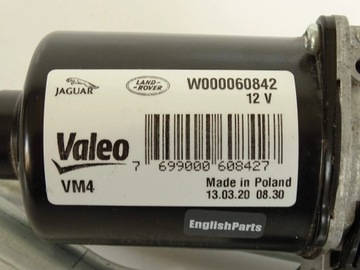 JAGUAR
LAND-ROVER
W000060842
12 V
Valeo
7 699000 608427
VM4
Made in Poland
13.03.20 08.30
EnglishParts